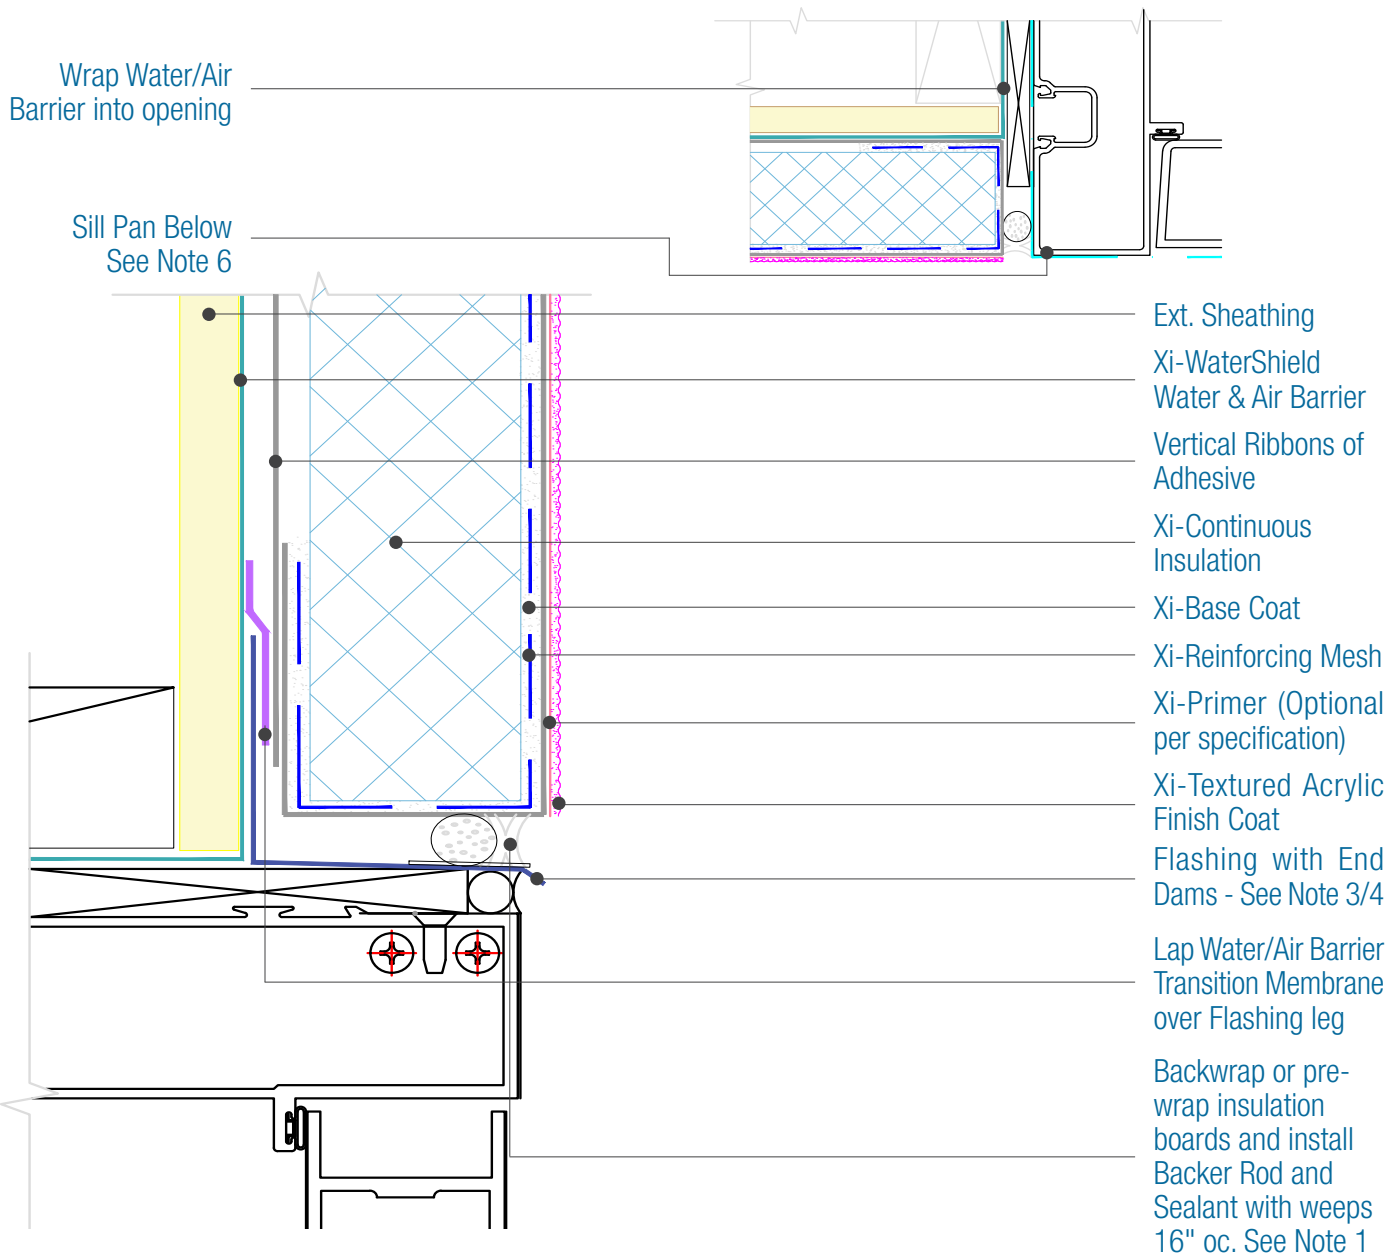 Wrap Water/Air
Barrier into opening
Sill Pan Below
See Note 6
Ext. Sheathing
Xi-WaterShield
Water & Air Barrier
Vertical Ribbons of
Adhesive
Xi-Continuous
Insulation
Xi-Base Coat
Xi-Reinforcing Mesh
Xi-Primer (Optional
per specification)
Xi-Textured Acrylic
Finish Coat
Flashing with End
Dams - See Note 3/4
Lap Water/Air Barrier
Transition Membrane
over Flashing leg
Backwrap or pre-
wrap insulation
boards and install
Backer Rod and
Sealant with weeps
16" oc. See Note 1